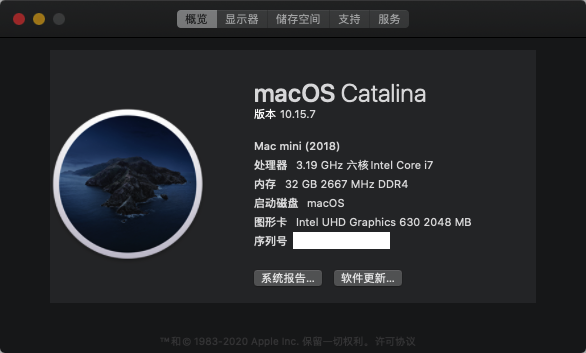 概览 显示器 储存空间 支持 服务
macOS Catalina
版本 10.15.7
Mac mini (2018)
处理器 3.19 GHz 六核Intel Core i7
内存 32 GB 2667 MHz DDR4
启动磁盘 macOS
图形卡 Intel UHD Graphics 630 2048 MB
序列号
系统报告... 软件更新...
™和© 1983-2020 Apple Inc. 保留一切权利。许可协议